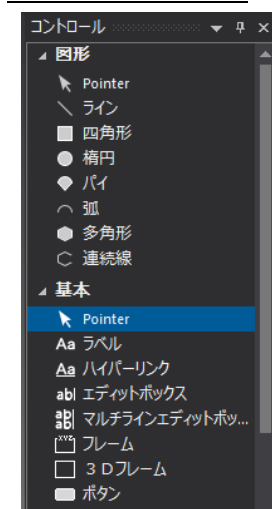 コントロール
図形
Pointer
ライン
四角形
楕円
パイ
弧
多角形
連続線
基本
Pointer
Aa ラベル
Aa ハイパーリンク
ab エディットボックス
ab ab マルチラインエディットボッ...
xyz フレーム
３Ｄフレーム
ボタン